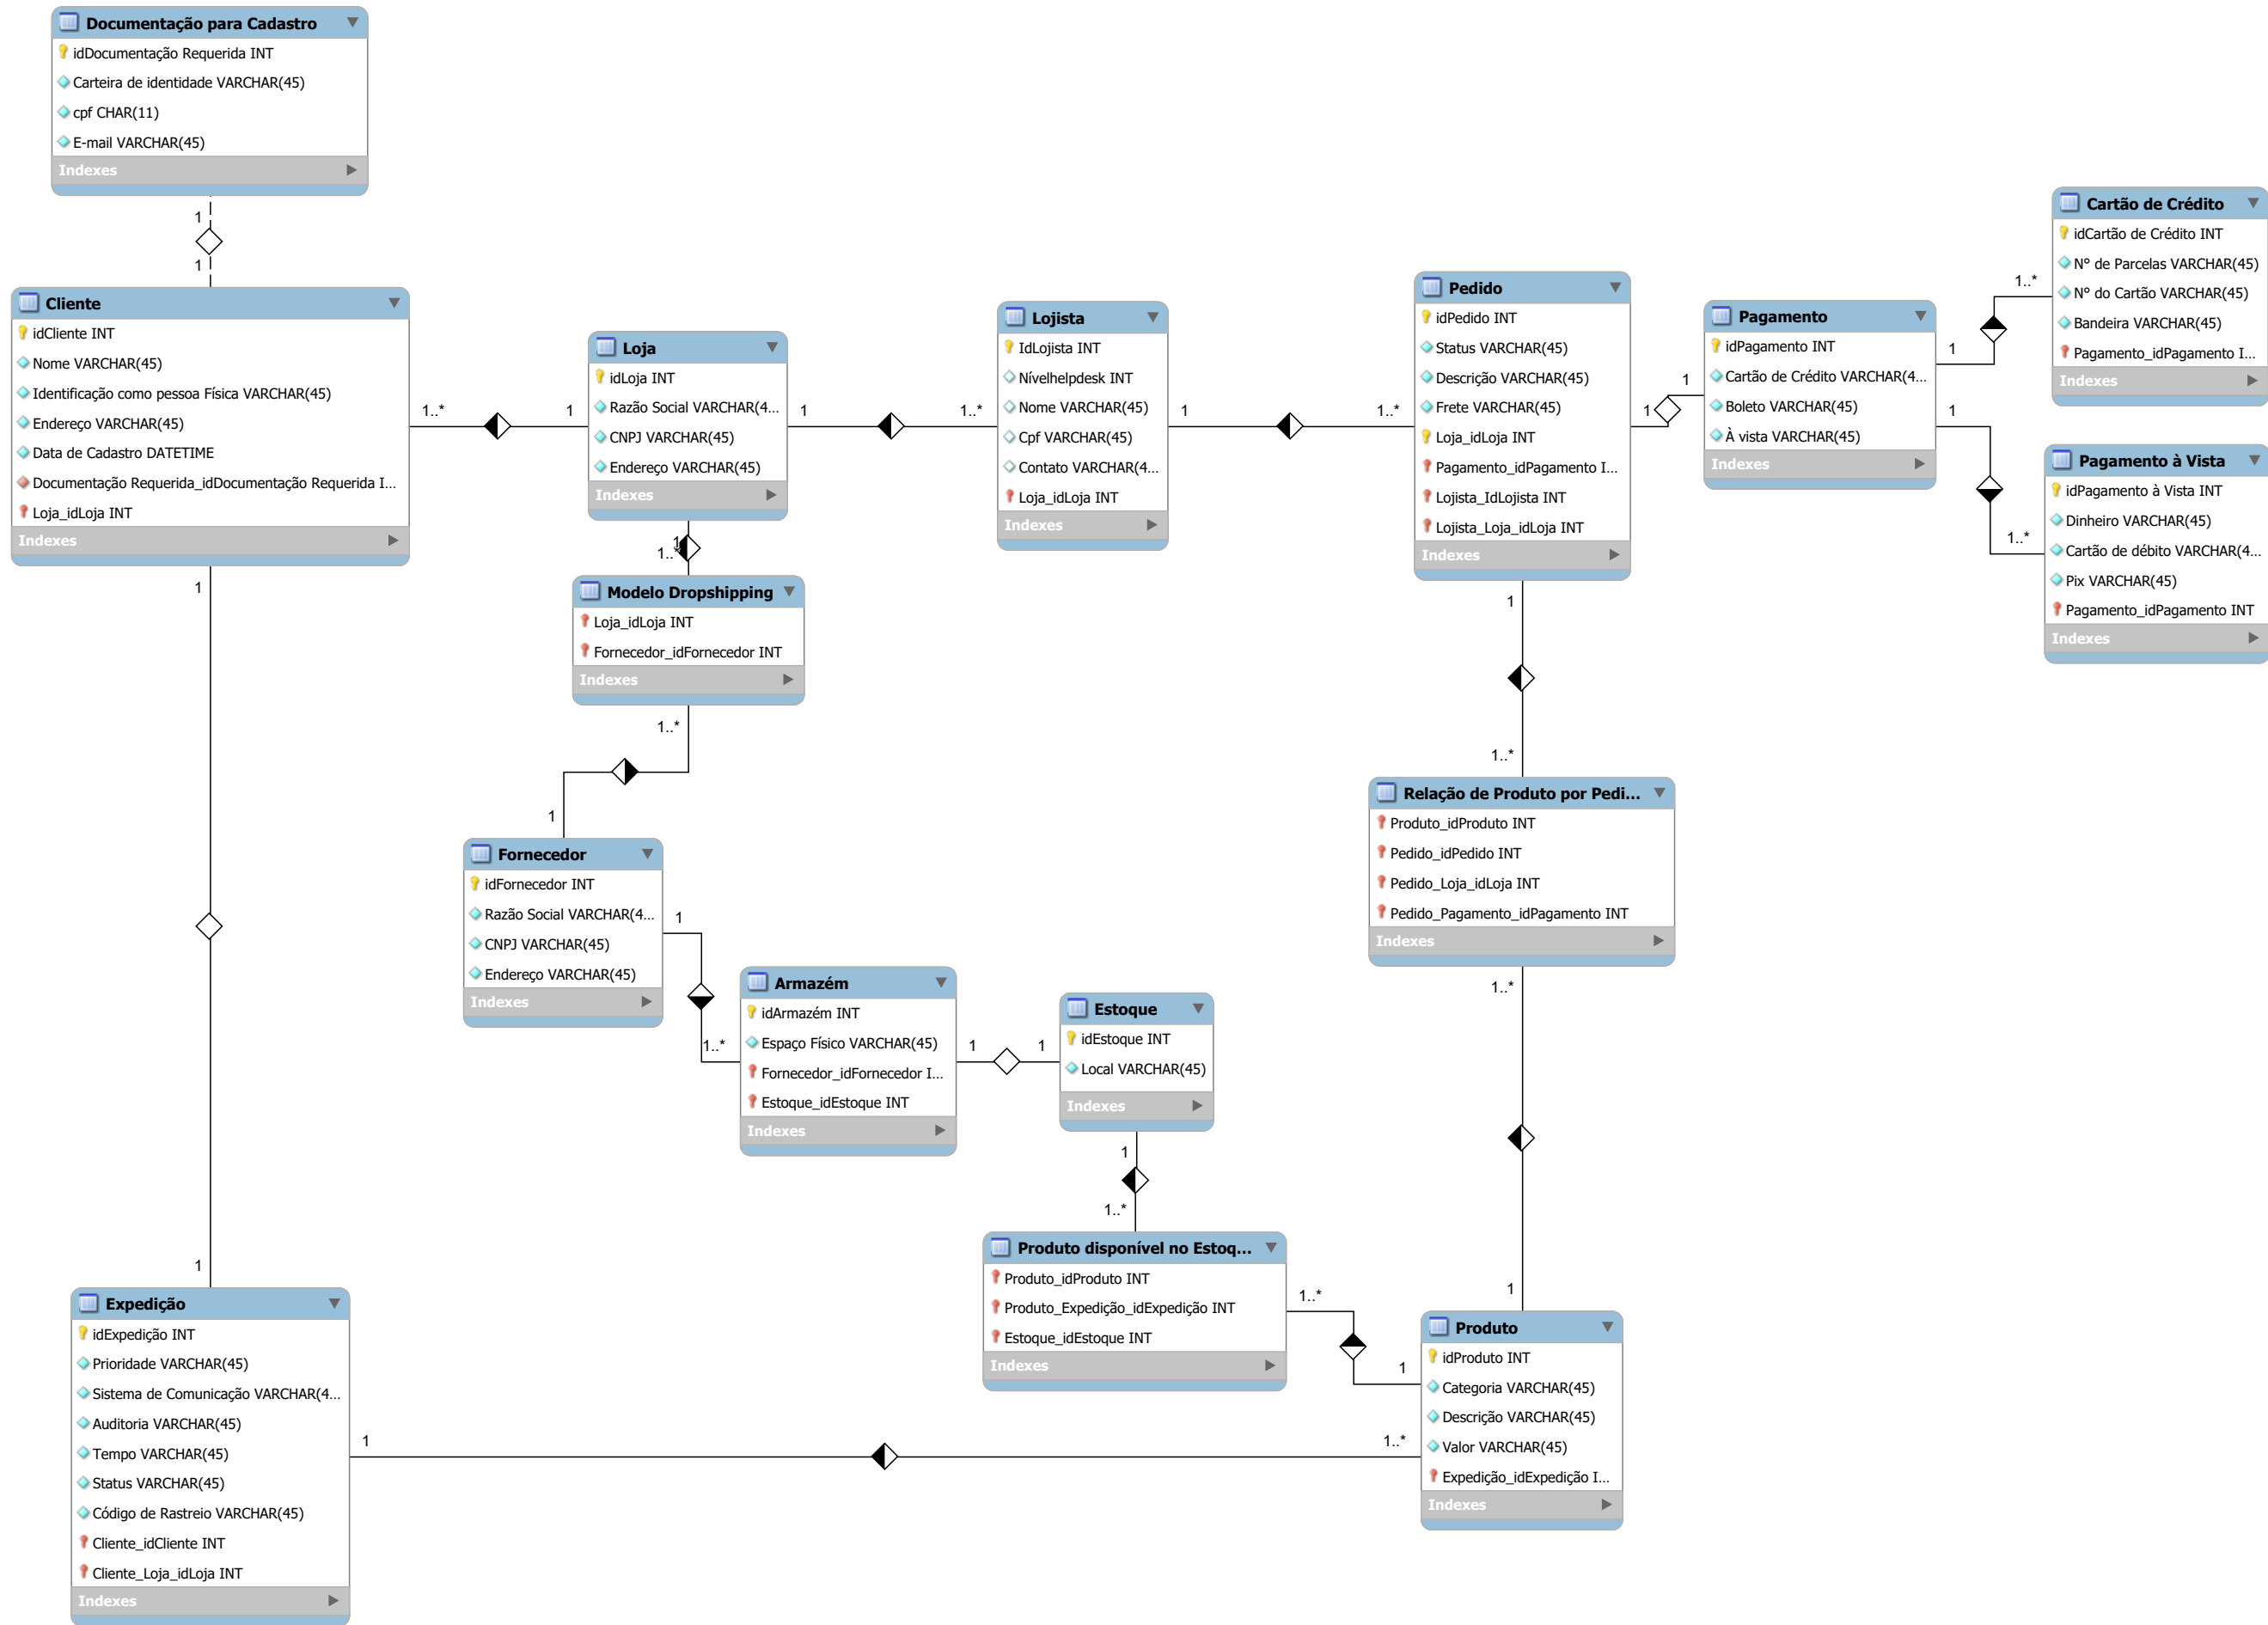 Documentação para Cadastro
idDocumentação Requerida INT
Carteira de identidade VARCHAR(45)
cpf CHAR(11)
E-mail VARCHAR(45)
Indexes
1
1
Cliente
idCliente INT
Nome VARCHAR(45)
Identificação como pessoa Física VARCHAR(45)
Endereço VARCHAR(45)
Data de Cadastro DATETIME
Documentação Requerida_idDocumentação Requerida I...
Loja_idLoja INT
Indexes
1..*
1
Loja
idLoja INT
Razão Social VARCHAR(4...
CNPJ VARCHAR(45)
Endereço VARCHAR(45)
Indexes
1
1..*
Lojista
IdLojista INT
Nívelhelpdesk INT
Nome VARCHAR(45)
Cpf VARCHAR(45)
Contato VARCHAR(4...
Loja_idLoja INT
Indexes
1
1..*
Pedido
idPedido INT
Status VARCHAR(45)
Descrição VARCHAR(45)
Frete VARCHAR(45)
Loja_idLoja INT
Pagamento_idPagamento I...
Lojista_IdLojista INT
Lojista_Loja_idLoja INT
Indexes
1
1
Pagamento
idPagamento INT
Cartão de Crédito VARCHAR(4...
Boleto VARCHAR(45)
À vista VARCHAR(45)
Indexes
1
1..*
Cartão de Crédito
idCartão de Crédito INT
N° de Parcelas VARCHAR(45)
N° do Cartão VARCHAR(45)
Bandeira VARCHAR(45)
Pagamento_idPagamento I...
Indexes
1
1..*
Pagamento à Vista
idPagamento à Vista INT
Dinheiro VARCHAR(45)
Cartão de débito VARCHAR(4...
Pix VARCHAR(45)
Pagamento_idPagamento INT
Indexes
1
1..*
Modelo Dropshipping
Loja_idLoja INT
Fornecedor_idFornecedor INT
Indexes
1..*
1
Fornecedor
idFornecedor INT
Razão Social VARCHAR(4...
CNPJ VARCHAR(45)
Endereço VARCHAR(45)
Indexes
1
1..*
Armazém
idArmazém INT
Espaço Físico VARCHAR(45)
Fornecedor_idFornecedor I...
Estoque_idEstoque INT
Indexes
1
1
Estoque
idEstoque INT
Local VARCHAR(45)
Indexes
1
1..*
Produto disponível no Estoq...
Produto_idProduto INT
Produto_Expedição_idExpedição INT
Estoque_idEstoque INT
Indexes
1..*
1
1
1..*
Relação de Produto por Pedi...
Produto_idProduto INT
Pedido_idPedido INT
Pedido_Loja_idLoja INT
Pedido_Pagamento_idPagamento INT
Indexes
1..*
1
Produto
idProduto INT
Categoria VARCHAR(45)
Descrição VARCHAR(45)
Valor VARCHAR(45)
Expedição_idExpedição I...
Indexes
1
1
Expedição
idExpedição INT
Prioridade VARCHAR(45)
Sistema de Comunicação VARCHAR(4...
Auditoria VARCHAR(45)
Tempo VARCHAR(45)
Status VARCHAR(45)
Código de Rastreio VARCHAR(45)
Cliente_idCliente INT
Cliente_Loja_idLoja INT
Indexes
1
1..*